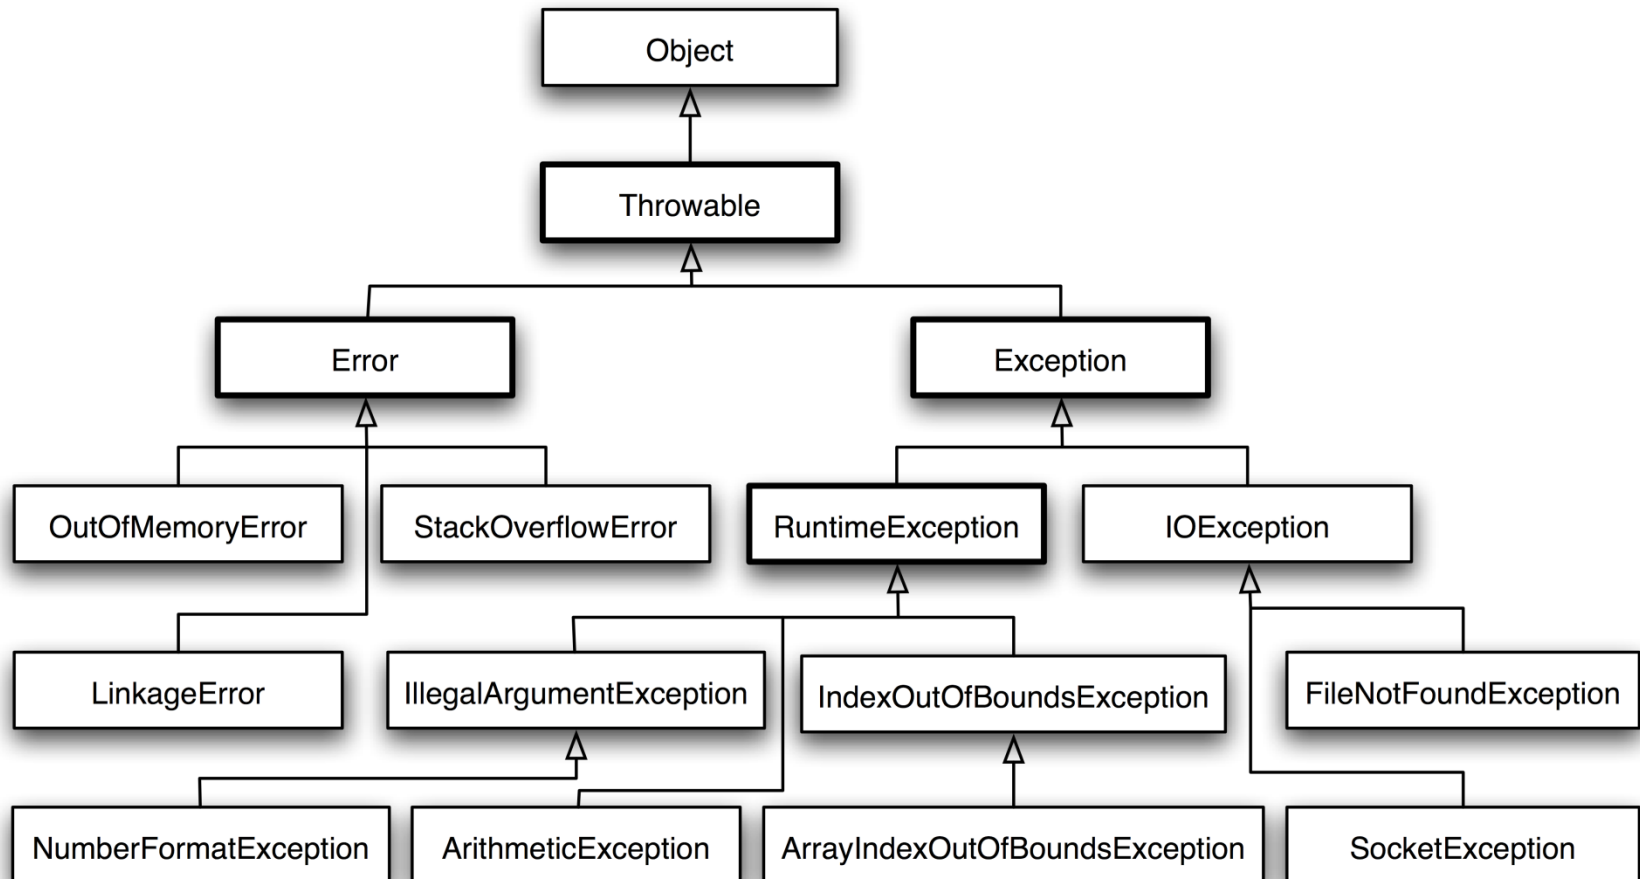 Object
Throwable
Error
Exception
OutOfMemoryError
StackOverflowError
RuntimeException
IOException
LinkageError
IllegalArgumentException
IndexOutOfBoundsException
FileNotFoundException
NumberFormatException
ArithmeticException
ArrayIndexOutOfBoundsException
SocketException